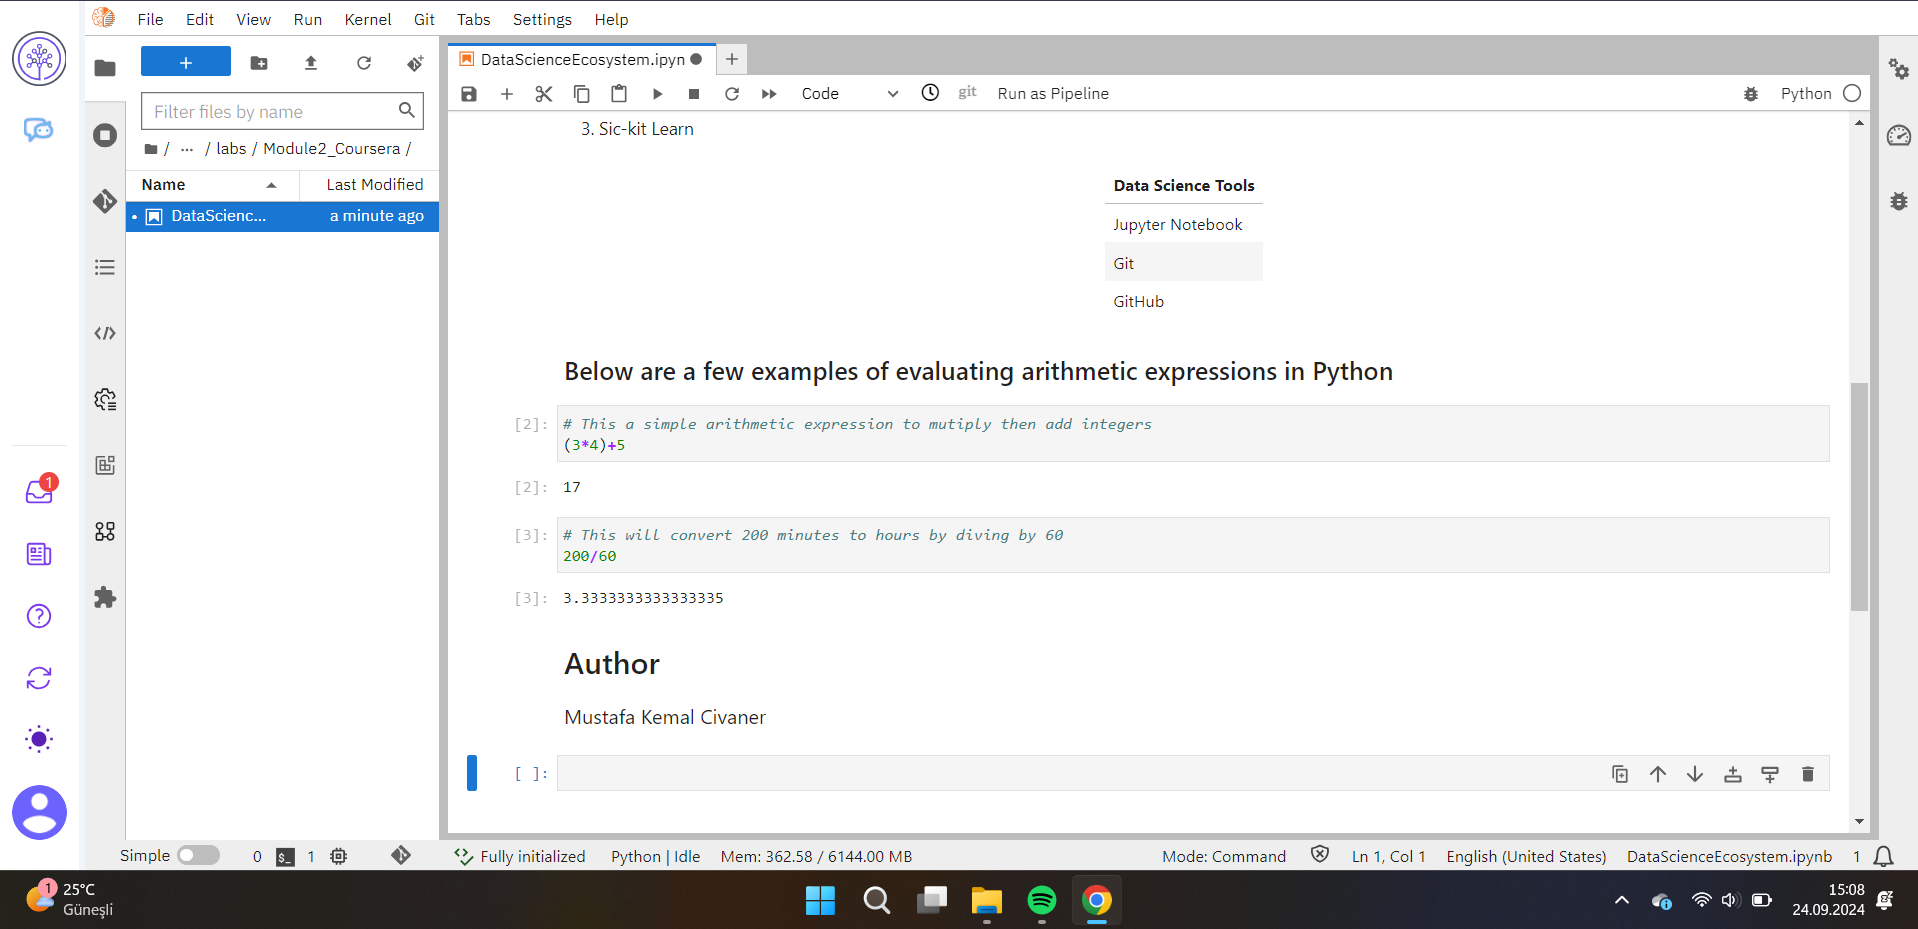 File Edit View Run Kernel Git Tabs Settings Help
+
Filter files by name
/ ... / labs / Module2_Coursera /
Name Last Modified
DataScienc... a minute ago
DataScienceEcosystem.ipyn
Code git Run as Pipeline Python
3. Sic-kit Learn
Data Science Tools
Jupyter Notebook
Git
GitHub
Below are a few examples of evaluating arithmetic expressions in Python
[2]: # This a simple arithmetic expression to mutiply then add integers
(3*4)+5
[2]: 17
[3]: # This will convert 200 minutes to hours by diving by 60
200/60
[3]: 3.3333333333333335
Author
Mustafa Kemal Civaner
[ ]:
1
Simple 0 $_ 1 Fully initialized Python | Idle Mem: 362.58 / 6144.00 MB Mode: Command Ln 1, Col 1 English (United States) DataScienceEcosystem.ipynb 1
1 25°C
Güneşli
15:08
24.09.2024